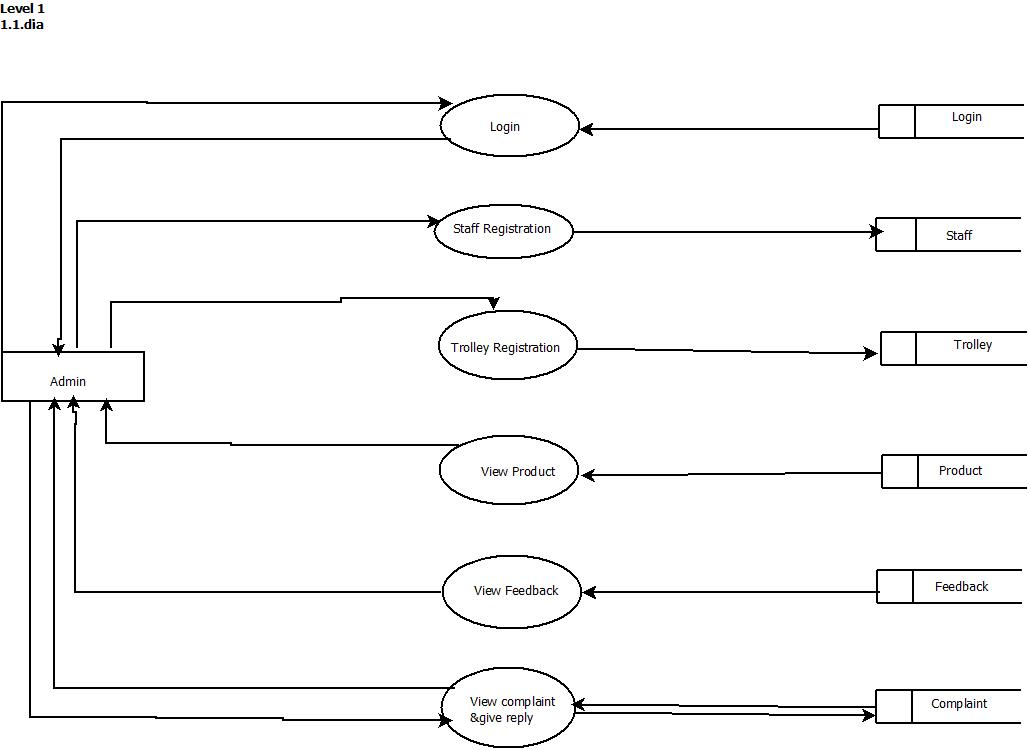 Level 1
1.1.dia
Login
Login
Staff Registration
Staff
Trolley Registration
Trolley
Admin
View Product
Product
View Feedback
Feedback
View complaint
&give reply
Complaint